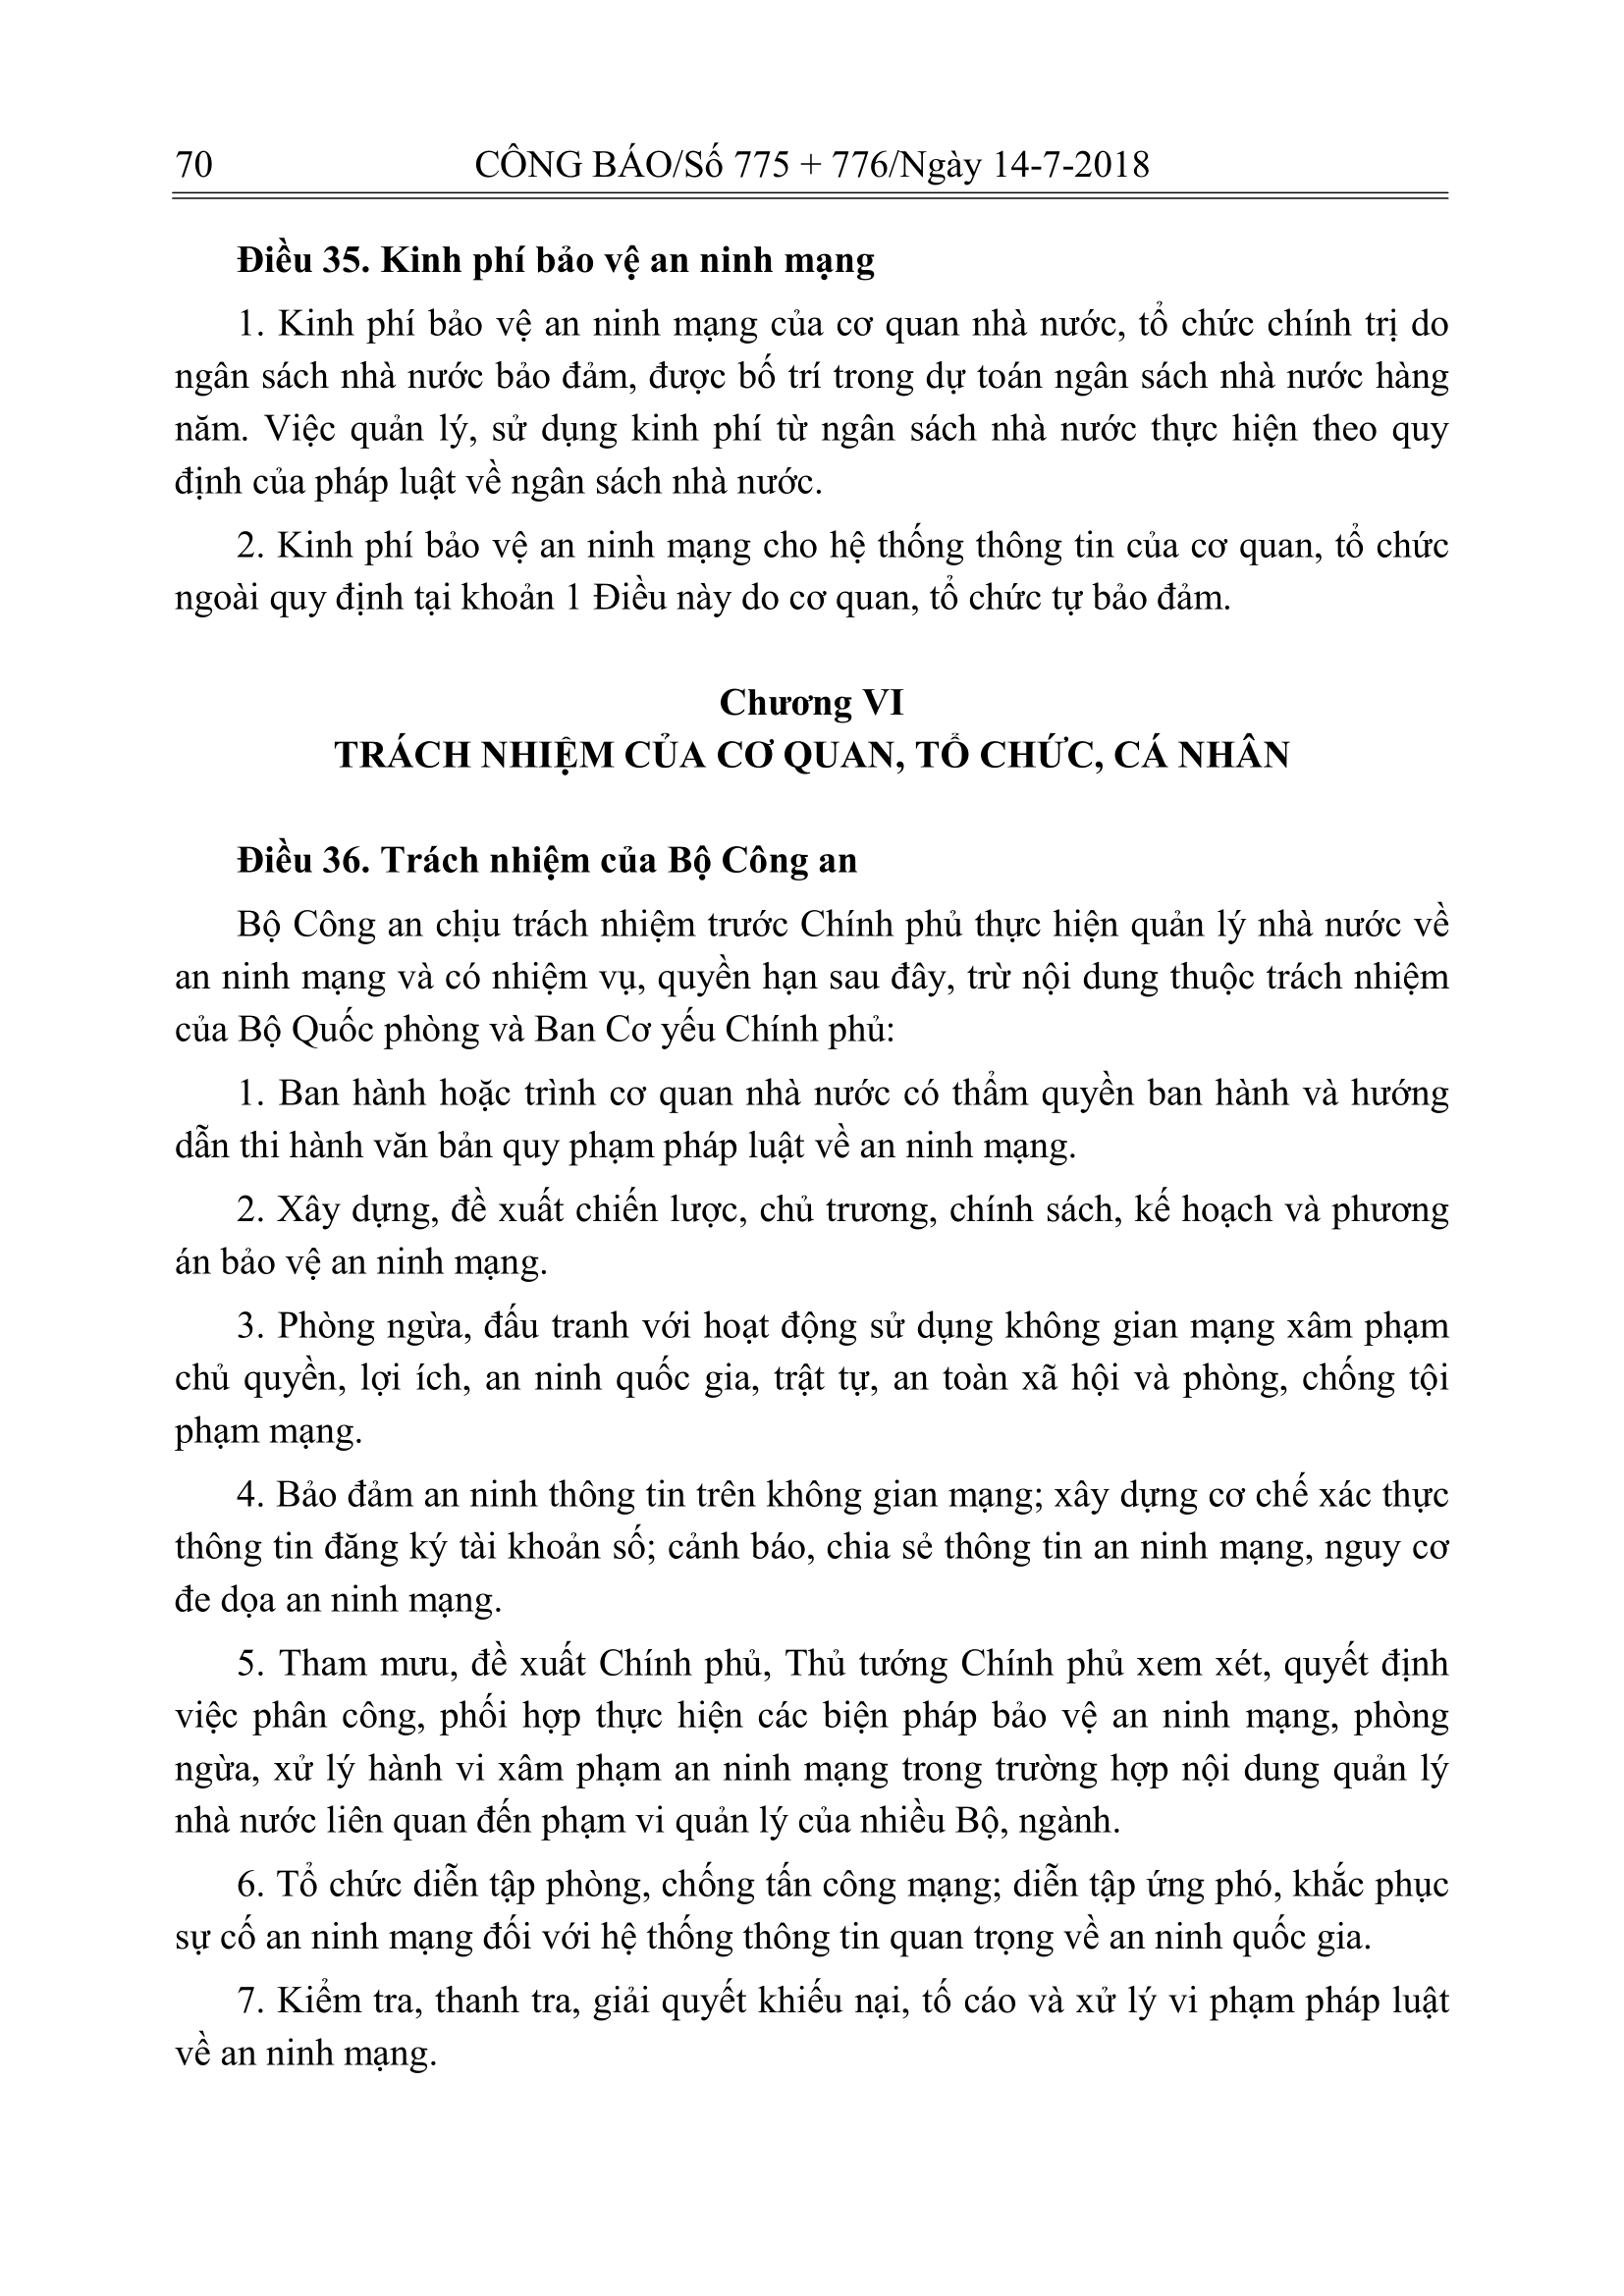 70 CÔNG BÁO/Số 775 + 776/Ngày 14-7-2018
Điều 35. Kinh phí bảo vệ an ninh mạng
1. Kinh phí bảo vệ an ninh mạng của cơ quan nhà nước, tổ chức chính trị do
ngân sách nhà nước bảo đảm, được bố trí trong dự toán ngân sách nhà nước hàng
năm. Việc quản lý, sử dụng kinh phí từ ngân sách nhà nước thực hiện theo quy
định của pháp luật về ngân sách nhà nước.
2. Kinh phí bảo vệ an ninh mạng cho hệ thống thông tin của cơ quan, tổ chức
ngoài quy định tại khoản 1 Điều này do cơ quan, tổ chức tự bảo đảm.
Chương VI
TRÁCH NHIỆM CỦA CƠ QUAN, TỔ CHỨC, CÁ NHÂN
Điều 36. Trách nhiệm của Bộ Công an
Bộ Công an chịu trách nhiệm trước Chính phủ thực hiện quản lý nhà nước về
an ninh mạng và có nhiệm vụ, quyền hạn sau đây, trừ nội dung thuộc trách nhiệm
của Bộ Quốc phòng và Ban Cơ yếu Chính phủ:
1. Ban hành hoặc trình cơ quan nhà nước có thẩm quyền ban hành và hướng
dẫn thi hành văn bản quy phạm pháp luật về an ninh mạng.
2. Xây dựng, đề xuất chiến lược, chủ trương, chính sách, kế hoạch và phương
án bảo vệ an ninh mạng.
3. Phòng ngừa, đấu tranh với hoạt động sử dụng không gian mạng xâm phạm
chủ quyền, lợi ích, an ninh quốc gia, trật tự, an toàn xã hội và phòng, chống tội
phạm mạng.
4. Bảo đảm an ninh thông tin trên không gian mạng; xây dựng cơ chế xác thực
thông tin đăng ký tài khoản số; cảnh báo, chia sẻ thông tin an ninh mạng, nguy cơ
đe dọa an ninh mạng.
5. Tham mưu, đề xuất Chính phủ, Thủ tướng Chính phủ xem xét, quyết định
việc phân công, phối hợp thực hiện các biện pháp bảo vệ an ninh mạng, phòng
ngừa, xử lý hành vi xâm phạm an ninh mạng trong trường hợp nội dung quản lý
nhà nước liên quan đến phạm vi quản lý của nhiều Bộ, ngành.
6. Tổ chức diễn tập phòng, chống tấn công mạng; diễn tập ứng phó, khắc phục
sự cố an ninh mạng đối với hệ thống thông tin quan trọng về an ninh quốc gia.
7. Kiểm tra, thanh tra, giải quyết khiếu nại, tố cáo và xử lý vi phạm pháp luật
về an ninh mạng.